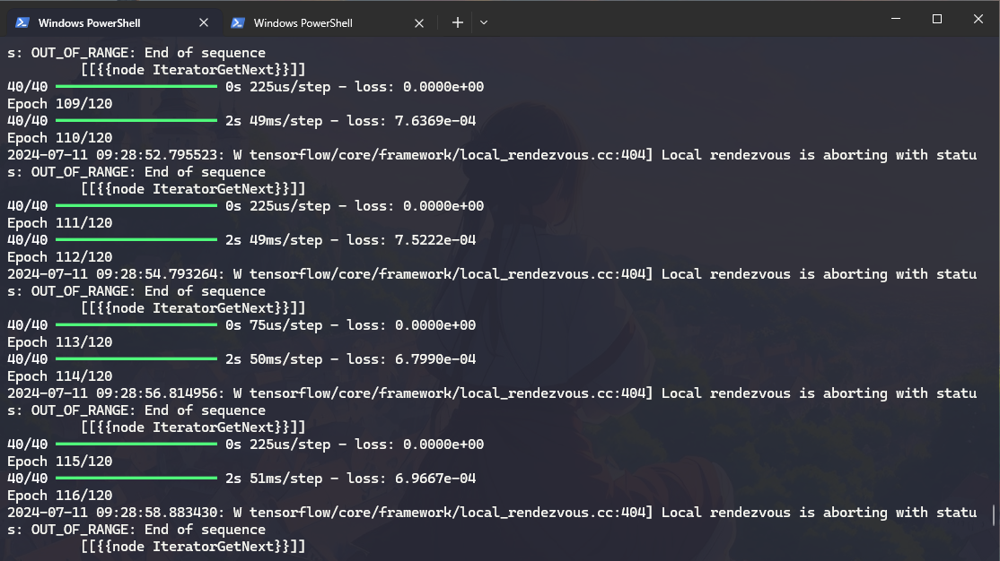 Windows PowerShell
Windows PowerShell
s: OUT_OF_RANGE: End of sequence
[[{{node IteratorGetNext}}]]
40/40 0s 225us/step - loss: 0.0000e+00
Epoch 109/120
40/40 2s 49ms/step - loss: 7.6369e-04
Epoch 110/120
2024-07-11 09:28:52.795523: W tensorflow/core/framework/local_rendezvous.cc:404] Local rendezvous is aborting with statu
s: OUT_OF_RANGE: End of sequence
[[{{node IteratorGetNext}}]]
40/40 0s 225us/step - loss: 0.0000e+00
Epoch 111/120
40/40 2s 49ms/step - loss: 7.5222e-04
Epoch 112/120
2024-07-11 09:28:54.793264: W tensorflow/core/framework/local_rendezvous.cc:404] Local rendezvous is aborting with statu
s: OUT_OF_RANGE: End of sequence
[[{{node IteratorGetNext}}]]
40/40 0s 75us/step - loss: 0.0000e+00
Epoch 113/120
40/40 2s 50ms/step - loss: 6.7990e-04
Epoch 114/120
2024-07-11 09:28:56.814956: W tensorflow/core/framework/local_rendezvous.cc:404] Local rendezvous is aborting with statu
s: OUT_OF_RANGE: End of sequence
[[{{node IteratorGetNext}}]]
40/40 0s 225us/step - loss: 0.0000e+00
Epoch 115/120
40/40 2s 51ms/step - loss: 6.9667e-04
Epoch 116/120
2024-07-11 09:28:58.883430: W tensorflow/core/framework/local_rendezvous.cc:404] Local rendezvous is aborting with statu
s: OUT_OF_RANGE: End of sequence
[[{{node IteratorGetNext}}]]